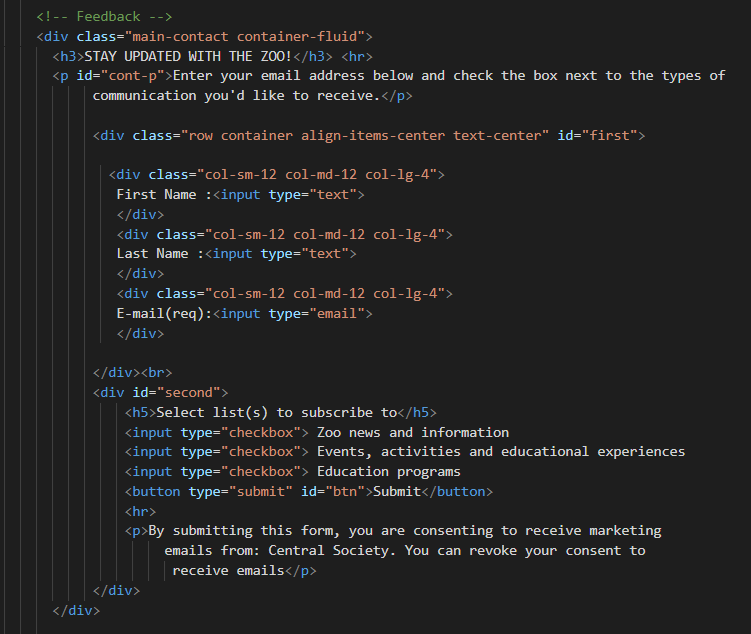 <!-- Feedback -->
<div class="main-contact container-fluid">
<h3>STAY UPDATED WITH THE ZOO!</h3> <hr>
<p id="cont-p">Enter your email address below and check the box next to the types of
communication you'd like to receive.</p>
<div class="row container align-items-center text-center" id="first">
<div class="col-sm-12 col-md-12 col-lg-4">
First Name :<input type="text">
</div>
<div class="col-sm-12 col-md-12 col-lg-4">
Last Name :<input type="text">
</div>
<div class="col-sm-12 col-md-12 col-lg-4">
E-mail(req):<input type="email">
</div>
</div><br>
<div id="second">
<h5>Select list(s) to subscribe to</h5>
<input type="checkbox"> Zoo news and information
<input type="checkbox"> Events, activities and educational experiences
<input type="checkbox"> Education programs
<button type="submit" id="btn">Submit</button>
<hr>
<p>By submitting this form, you are consenting to receive marketing
emails from: Central Society. You can revoke your consent to
receive emails</p>
</div>
</div>